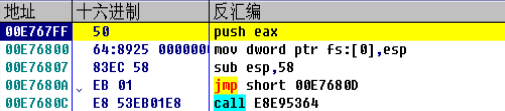 地址 十六进制 反汇编
00E767FF 50 push eax
00E76800 64:8925 0000000 mov dword ptr fs:[0],esp
00E76807 83EC 58 sub esp,58
00E7680A EB 01 jmp short 00E7680D
00E7680C E8 53EB01E8 call E8E95364